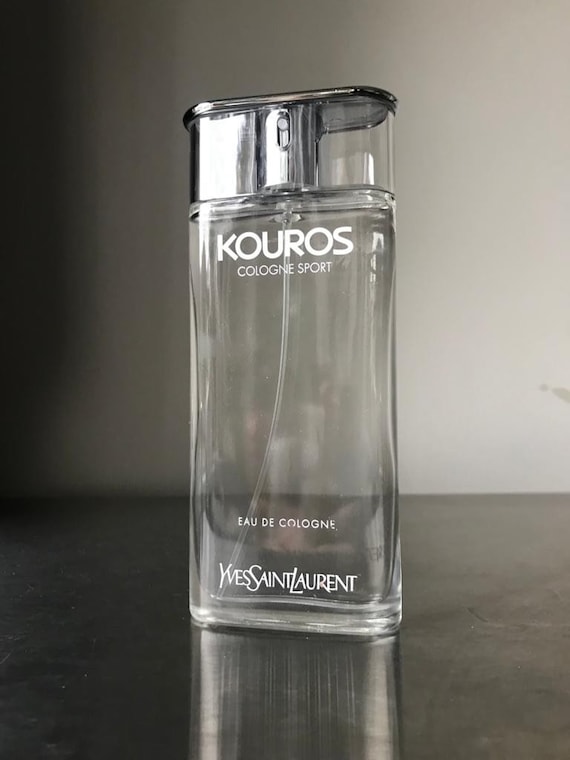 KOUROS
COLOGNE SPORT
EAU DE COLOGNE
YVESSAINTLAURENT